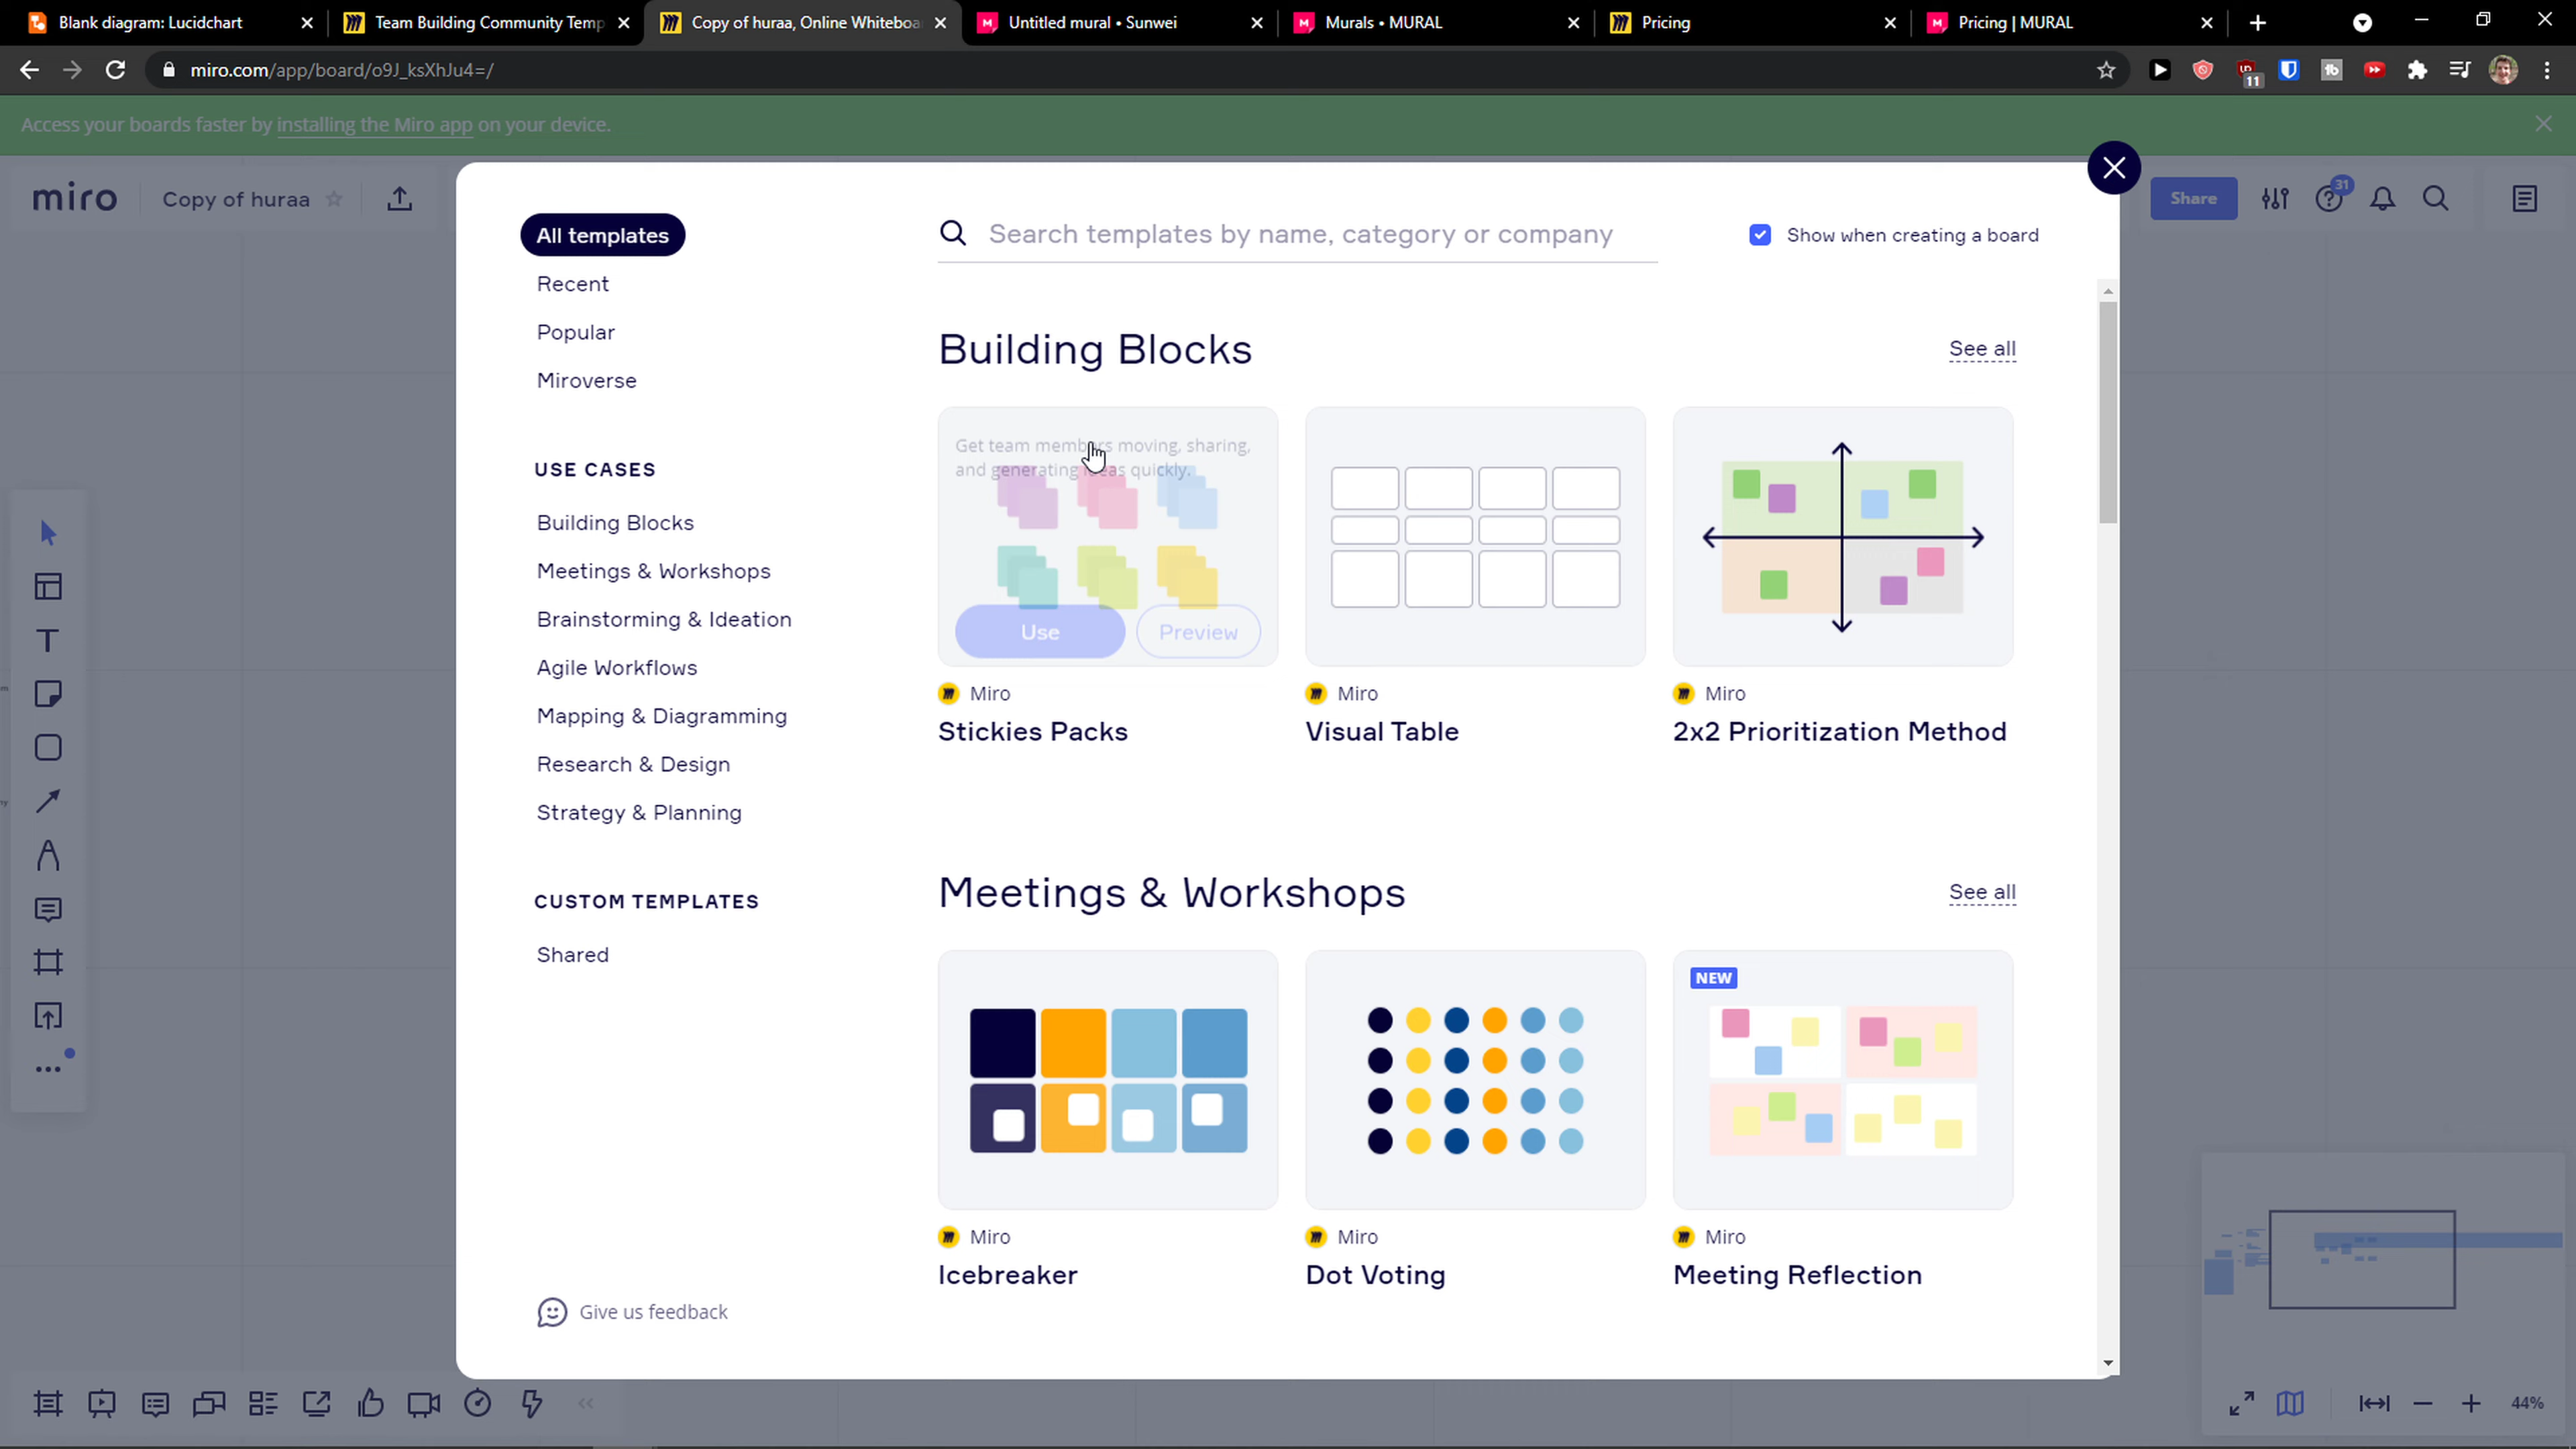 Blank diagram: Lucidchart
Team Building Community Temp
Copy of huraa, Online Whiteboa
Untitled mural • Sunwei
Murals • MURAL
Pricing
Pricing | MURAL
miro.com/app/board/o9J_ksXhJu4=/
11
Access your boards faster by installing the Miro app on your device.
miro
Copy of huraa
Share
31
All templates
Recent
Popular
Miroverse
USE CASES
Building Blocks
Meetings & Workshops
Brainstorming & Ideation
Agile Workflows
Mapping & Diagramming
Research & Design
Strategy & Planning
CUSTOM TEMPLATES
Shared
Give us feedback
Search templates by name, category or company
Show when creating a board
Building Blocks
See all
Get team members moving, sharing,
and generating ideas quickly.
Use
Preview
Miro
Stickies Packs
Miro
Visual Table
Miro
2x2 Prioritization Method
Meetings & Workshops
See all
NEW
Miro
Icebreaker
Miro
Dot Voting
Miro
Meeting Reflection
44%